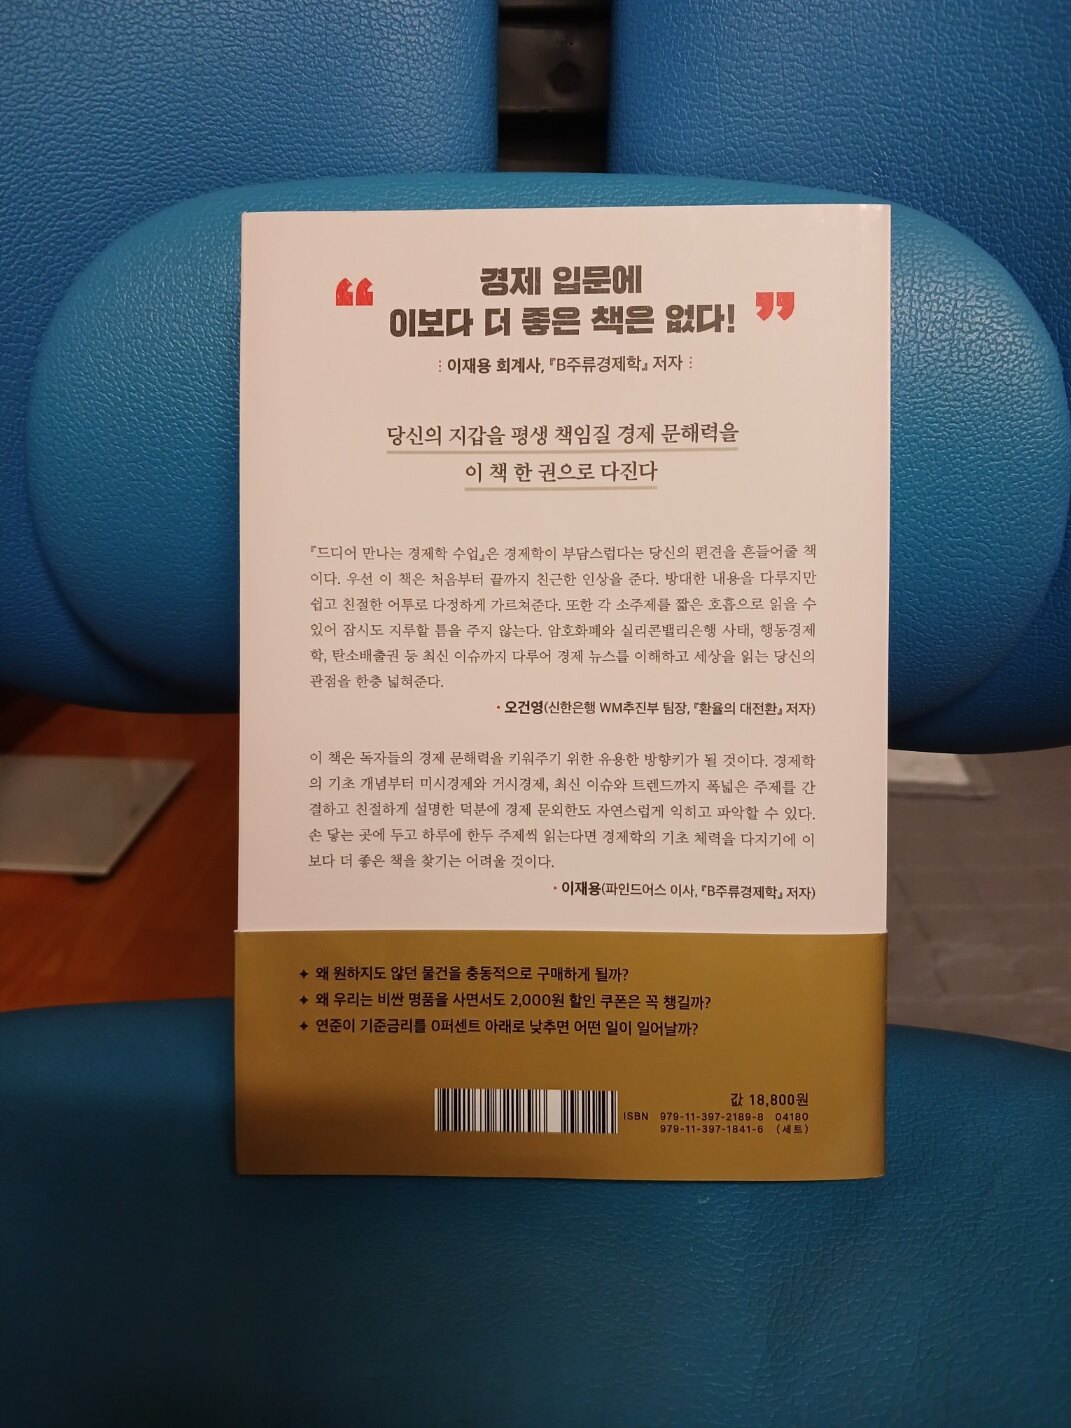 “ 경제 입문에
이보다 더 좋은 책은 없다! ”
이재용 회계사, 『B주류경제학』 저자
당신의 지갑을 평생 책임질 경제 문해력을
이 책 한 권으로 다진다
『드디어 만나는 경제학 수업』은 경제학이 부담스럽다는 당신의 편견을 흔들어줄 책
이다. 우선 이 책은 처음부터 끝까지 친근한 인상을 준다. 방대한 내용을 다루지만
쉽고 친절한 어투로 다정하게 가르쳐준다. 또한 각 소주제를 짧은 호흡으로 읽을 수
있어 잠시도 지루할 틈을 주지 않는다. 암호화폐와 실리콘밸리은행 사태, 행동경제
학, 탄소배출권 등 최신 이슈까지 다루어 경제 뉴스를 이해하고 세상을 읽는 당신의
관점을 한층 넓혀준다.
• 오건영(신한은행 WM추진부 팀장, 『환율의 대전환』 저자)
이 책은 독자들의 경제 문해력을 키워주기 위한 유용한 방향키가 될 것이다. 경제학
의 기초 개념부터 미시경제와 거시경제, 최신 이슈와 트렌드까지 폭넓은 주제를 간
결하고 친절하게 설명한 덕분에 경제 문외한도 자연스럽게 익히고 파악할 수 있다.
손 닿는 곳에 두고 하루에 한두 주제씩 읽는다면 경제학의 기초 체력을 다지기에 이
보다 더 좋은 책을 찾기는 어려울 것이다.
• 이재용(파인드어스 이사, 『B주류경제학』 저자)
✦ 왜 원하지도 않던 물건을 충동적으로 구매하게 될까?
✦ 왜 우리는 비싼 명품을 사면서도 2,000원 할인 쿠폰은 꼭 챙길까?
✦ 연준이 기준금리를 0퍼센트 아래로 낮추면 어떤 일이 일어날까?
값 18,800원
ISBN 979-11-397-2189-8 04180
979-11-397-1841-6 (세트)